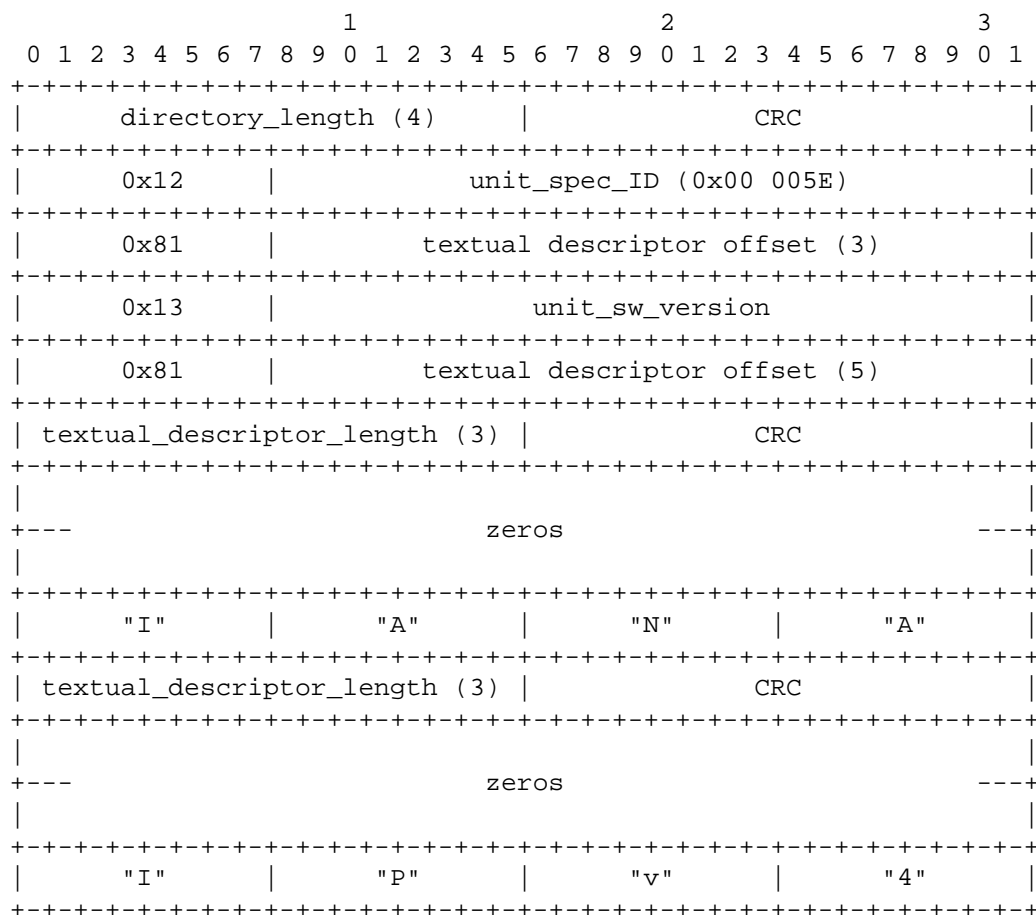 1                   2                   3
 0 1 2 3 4 5 6 7 8 9 0 1 2 3 4 5 6 7 8 9 0 1 2 3 4 5 6 7 8 9 0 1
+-+-+-+-+-+-+-+-+-+-+-+-+-+-+-+-+-+-+-+-+-+-+-+-+-+-+-+-+-+-+-+-+
|      directory_length (4)     |              CRC              |
+-+-+-+-+-+-+-+-+-+-+-+-+-+-+-+-+-+-+-+-+-+-+-+-+-+-+-+-+-+-+-+-+
|      0x12     |            unit_spec_ID (0x00 005E)           |
+-+-+-+-+-+-+-+-+-+-+-+-+-+-+-+-+-+-+-+-+-+-+-+-+-+-+-+-+-+-+-+-+
|      0x81     |         textual descriptor offset (3)         |
+-+-+-+-+-+-+-+-+-+-+-+-+-+-+-+-+-+-+-+-+-+-+-+-+-+-+-+-+-+-+-+-+
|      0x13     |                unit_sw_version                |
+-+-+-+-+-+-+-+-+-+-+-+-+-+-+-+-+-+-+-+-+-+-+-+-+-+-+-+-+-+-+-+-+
|      0x81     |         textual descriptor offset (5)         |
+-+-+-+-+-+-+-+-+-+-+-+-+-+-+-+-+-+-+-+-+-+-+-+-+-+-+-+-+-+-+-+-+
| textual_descriptor_length (3) |              CRC              |
+-+-+-+-+-+-+-+-+-+-+-+-+-+-+-+-+-+-+-+-+-+-+-+-+-+-+-+-+-+-+-+-+
|                                                               |
+---                          zeros                          ---+
|                                                               |
+-+-+-+-+-+-+-+-+-+-+-+-+-+-+-+-+-+-+-+-+-+-+-+-+-+-+-+-+-+-+-+-+
|      "I"      |      "A"      |      "N"      |      "A"      |
+-+-+-+-+-+-+-+-+-+-+-+-+-+-+-+-+-+-+-+-+-+-+-+-+-+-+-+-+-+-+-+-+
| textual_descriptor_length (3) |              CRC              |
+-+-+-+-+-+-+-+-+-+-+-+-+-+-+-+-+-+-+-+-+-+-+-+-+-+-+-+-+-+-+-+-+
|                                                               |
+---                          zeros                          ---+
|                                                               |
+-+-+-+-+-+-+-+-+-+-+-+-+-+-+-+-+-+-+-+-+-+-+-+-+-+-+-+-+-+-+-+-+
|      "I"      |      "P"      |      "v"      |      "4"      |
+-+-+-+-+-+-+-+-+-+-+-+-+-+-+-+-+-+-+-+-+-+-+-+-+-+-+-+-+-+-+-+-+